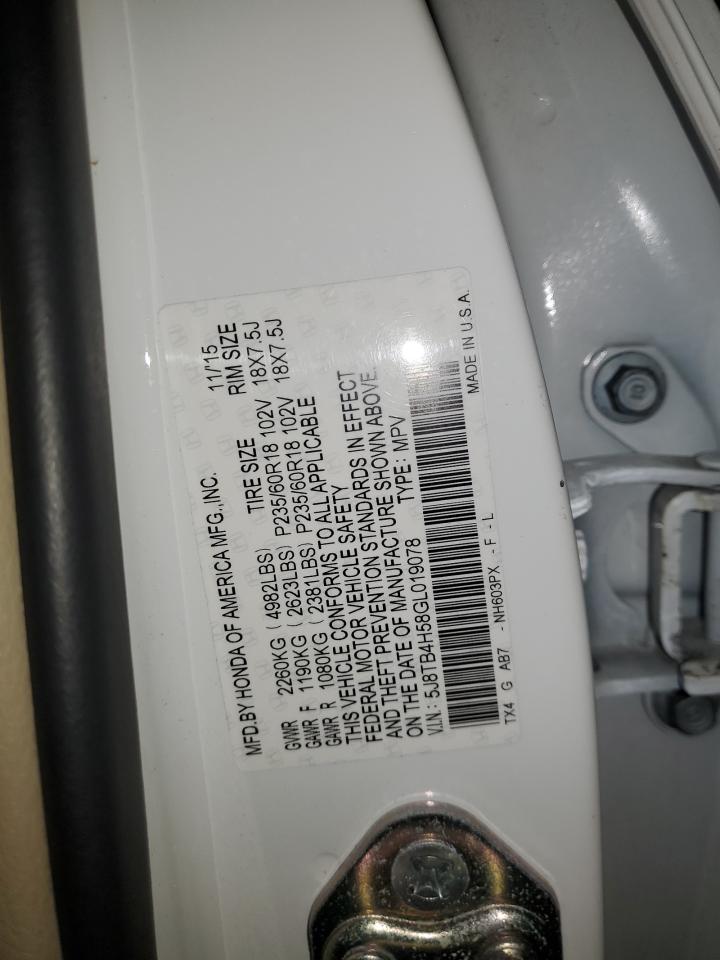 MFD.BY HONDA OF AMERICA MFG.,INC. 11/'15
TIRE SIZE RIM SIZE
GVWR 2260KG (4982LBS)
GAWR F 1190KG (2623LBS) P235/60R18 102V 18X7.5J
GAWR R 1080KG (2381LBS) P235/60R18 102V 18X7.5J
THIS VEHICLE CONFORMS TO ALL APPLICABLE
FEDERAL MOTOR VEHICLE SAFETY
AND THEFT PREVENTION STANDARDS IN EFFECT
ON THE DATE OF MANUFACTURE SHOWN ABOVE.
V.I.N.: 5J8TB4H58GL019078 TYPE: MPV
TX4 G AB7 - NH603PX - F - L MADE IN U.S.A.